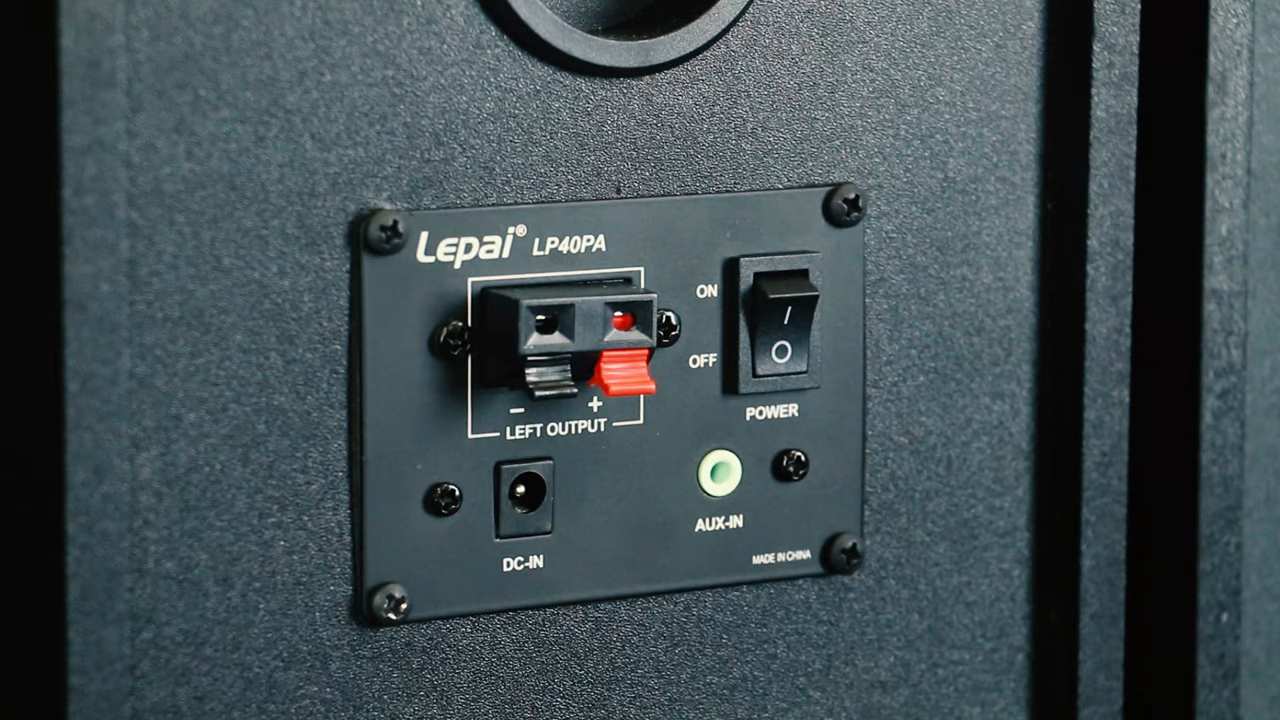 Lepai® LP40PA
ON
OFF
POWER
− +
LEFT OUTPUT
DC-IN
AUX-IN
MADE IN CHINA